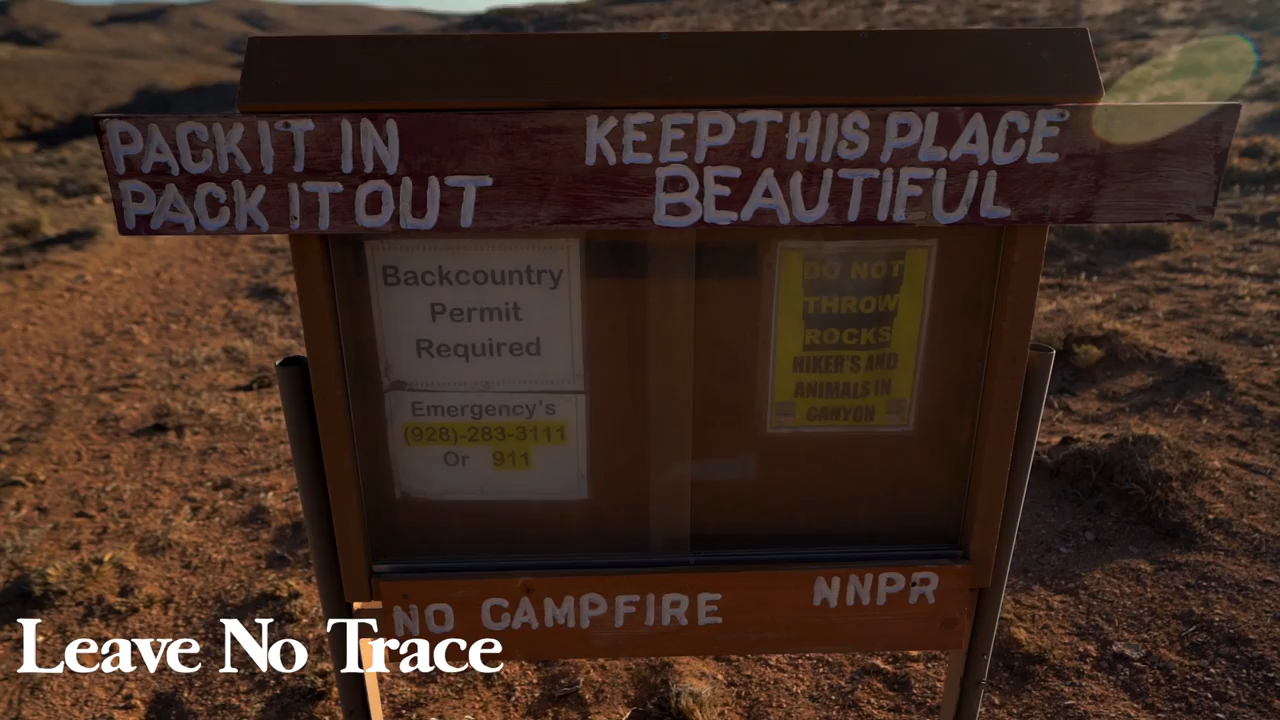 PACK IT IN
PACK IT OUT
KEEP THIS PLACE
BEAUTIFUL
Backcountry
Permit
Required
Emergency's
(928)-283-3111
Or 911
DO NOT
THROW
ROCKS
HIKER'S AND
ANIMALS IN
CANYON
NO CAMPFIRE
NNPR
Leave No Trace